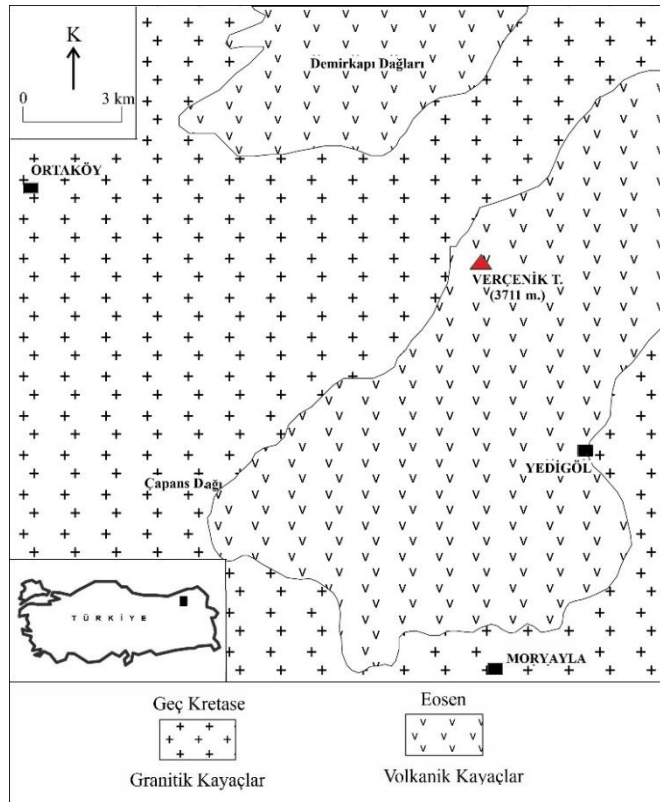 K
0 3 km
Demirkapı Dağları
ORTAKÖY
VERÇENİK T.
(3711 m.)
YEDİGÖL
Çapans Dağı
TÜRKİYE
MORYAYLA
Geç Kretase
Granitik Kayaçlar
Eosen
Volkanik Kayaçlar